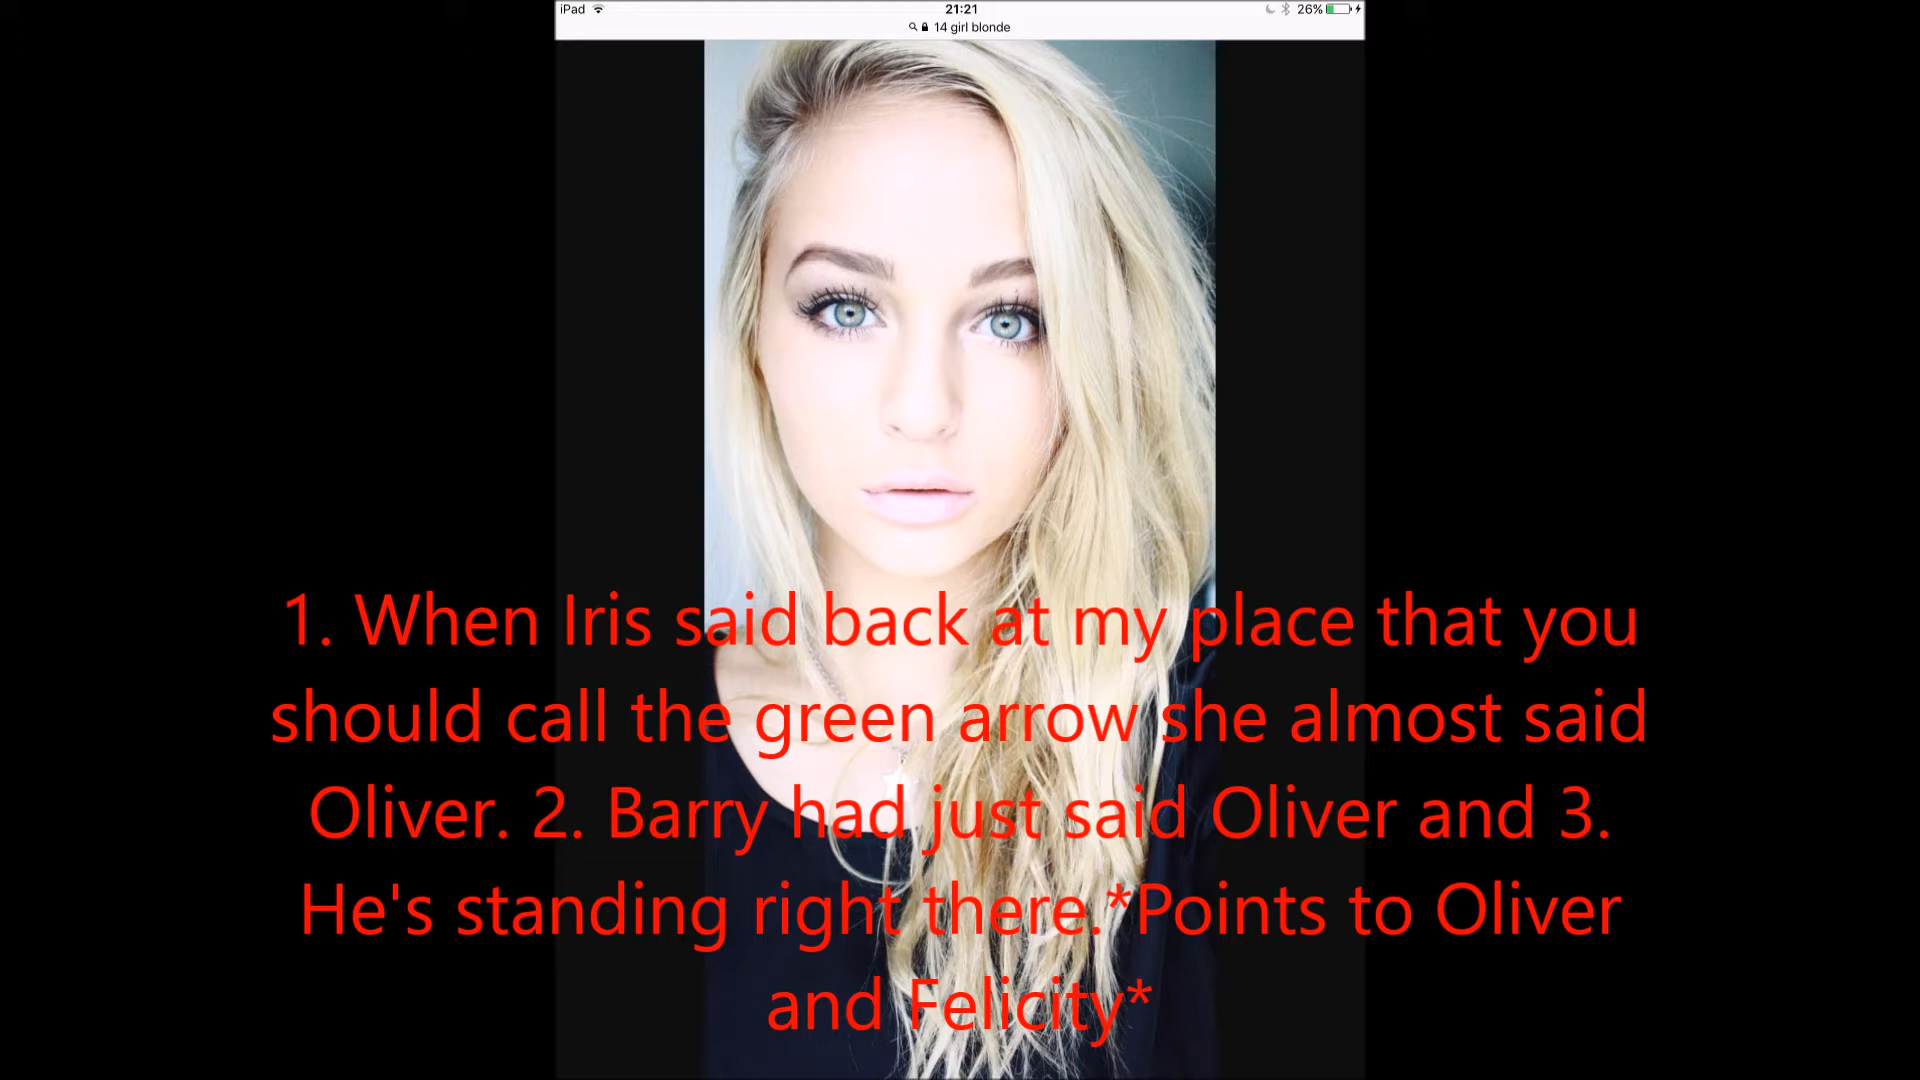 iPad 21:21 26%
14 girl blonde
1. When Iris said back at my place that you
should call the green arrow she almost said
Oliver. 2. Barry had just said Oliver and 3.
He's standing right there.*Points to Oliver
and Felicity*